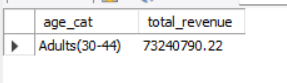 age_cat total_revenue
Adults(30-44) 73240790.22